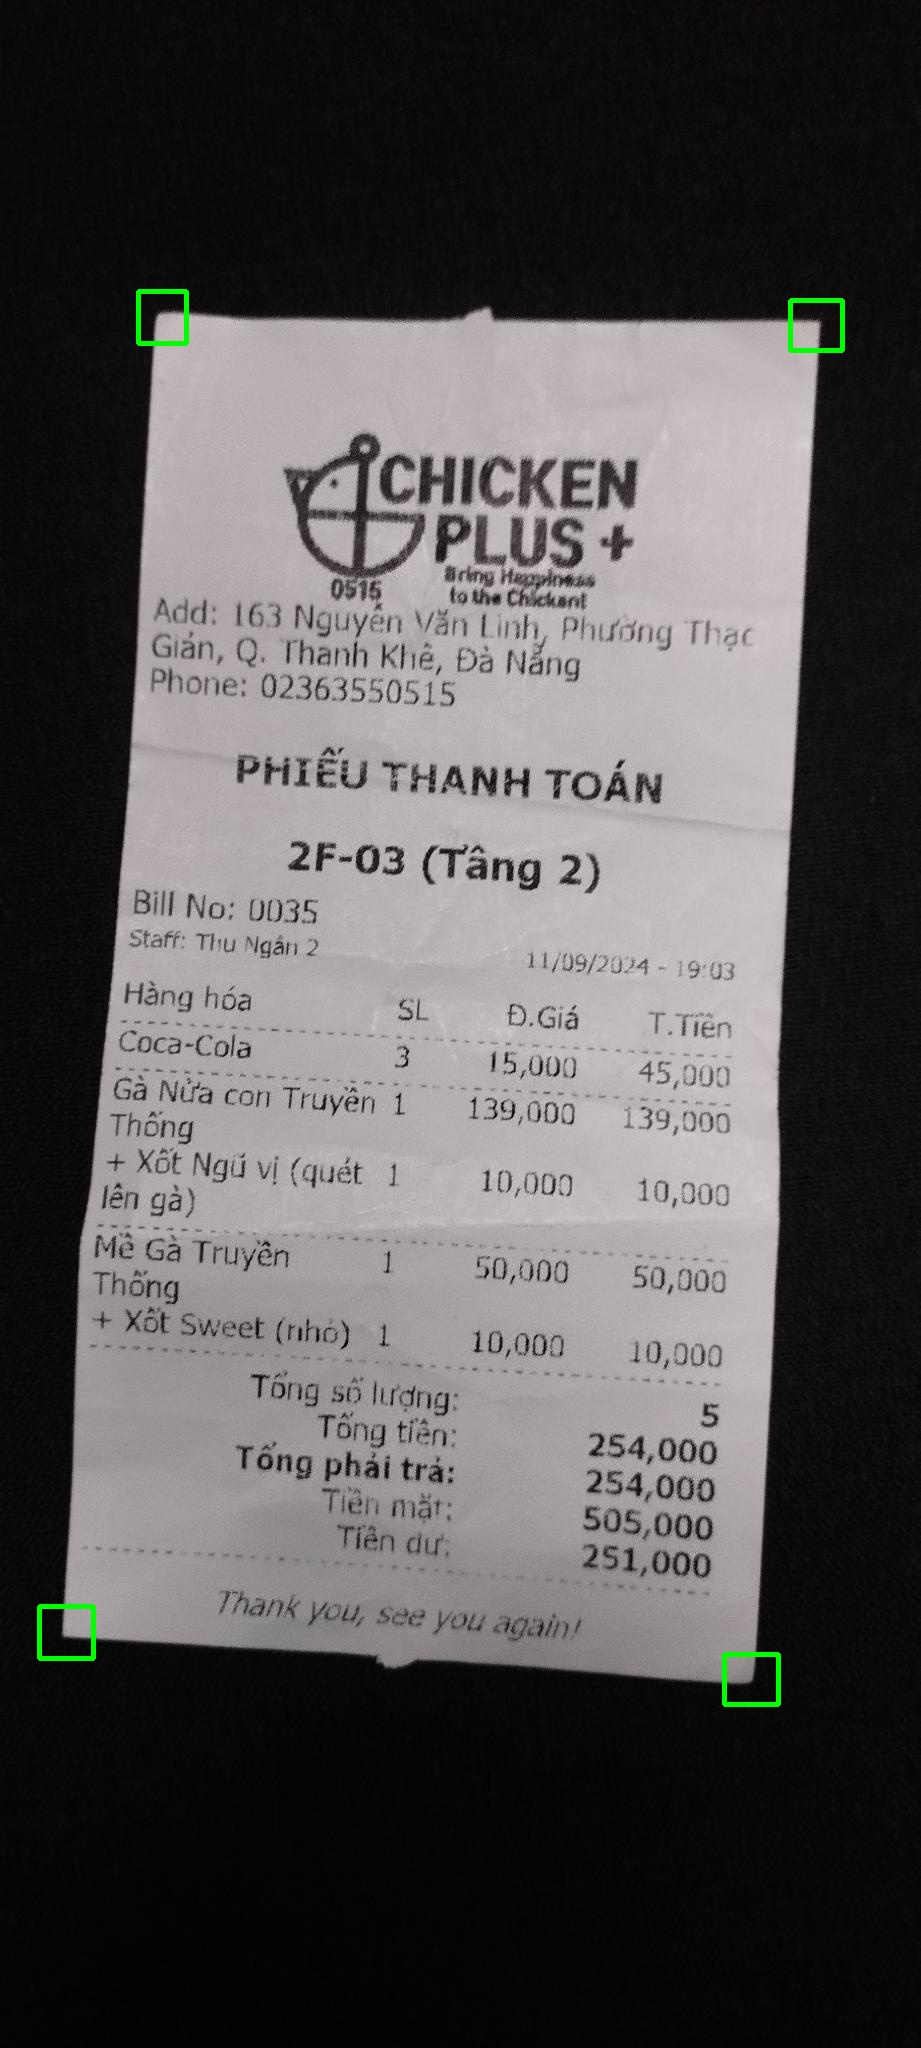 CHICKEN
PLUS +
0515
Bring Happiness
to the Chicken!
Add: 163 Nguyễn Văn Linh, Phường Thạc
Gián, Q. Thanh Khê, Đà Nẵng
Phone: 02363550515
PHIẾU THANH TOÁN
2F-03 (Tầng 2)
Bill No: 0035
Staff: Thu Ngân 2 11/09/2024 - 19:03
Hàng hóa SL Đ.Giá T.Tiền
Coca-Cola 3 15,000 45,000
Gà Nửa con Truyền 1 139,000 139,000
Thống
+ Xốt Ngũ vị (quét 1 10,000 10,000
lên gà)
Mề Gà Truyền 1 50,000 50,000
Thống
+ Xốt Sweet (nhỏ) 1 10,000 10,000
Tổng số lượng: 5
Tổng tiền: 254,000
Tổng phải trả: 254,000
Tiền mặt: 505,000
Tiền dư: 251,000
Thank you, see you again!